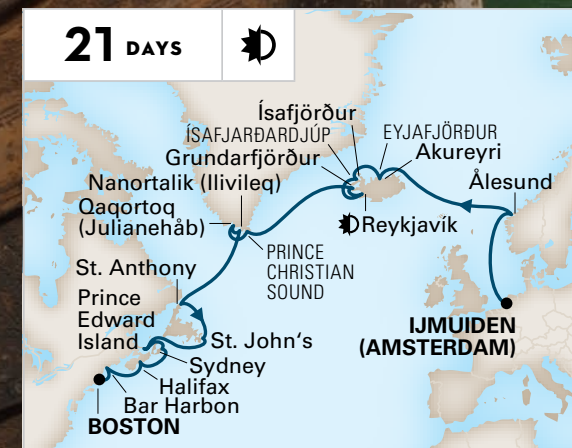 21 DAYS
Ísafjörður
ÍSAFJARÐARDJÚP
EYJAFJÖRÐUR
Grundarfjörður
Akureyri
Nanortalik (Ilivileq)
Ålesund
Qaqortoq
(Julianehåb)
Reykjavík
PRINCE
CHRISTIAN
SOUND
St. Anthony
Prince
Edward
Island
IJMUIDEN
(AMSTERDAM)
St. John‘s
Sydney
Halifax
Bar Harbon
BOSTON